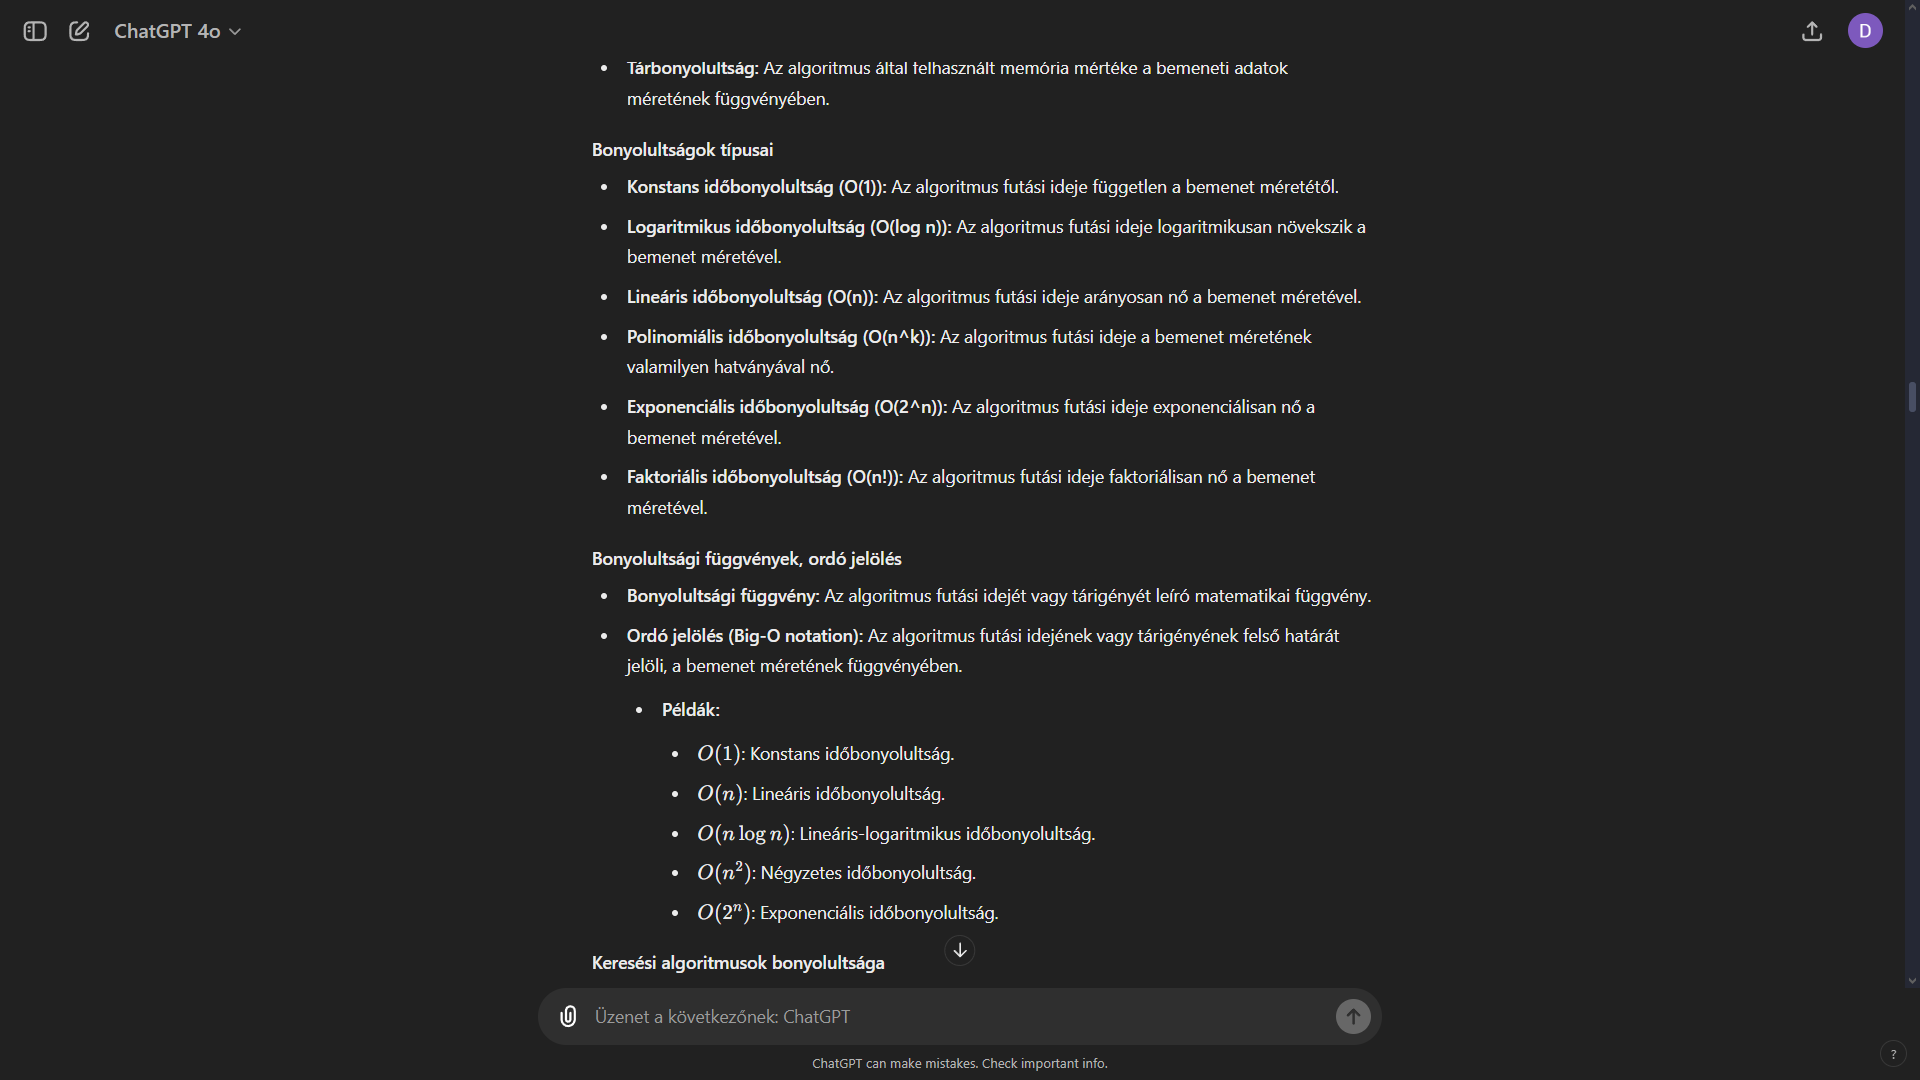 ChatGPT 4o
D
Tárbonyolultság: Az algoritmus által felhasznált memória mértéke a bemeneti adatok
méretének függvényében.
Bonyolultságok típusai
• Konstans időbonyolultság (O(1)): Az algoritmus futási ideje független a bemenet méretétől.
• Logaritmikus időbonyolultság (O(log n)): Az algoritmus futási ideje logaritmikusan növekszik a
bemenet méretével.
• Lineáris időbonyolultság (O(n)): Az algoritmus futási ideje arányosan nő a bemenet méretével.
• Polinomiális időbonyolultság (O(n^k)): Az algoritmus futási ideje a bemenet méretének
valamilyen hatványával nő.
• Exponenciális időbonyolultság (O(2^n)): Az algoritmus futási ideje exponenciálisan nő a
bemenet méretével.
• Faktoriális időbonyolultság (O(n!)): Az algoritmus futási ideje faktoriálisan nő a bemenet
méretével.
Bonyolultsági függvények, ordó jelölés
• Bonyolultsági függvény: Az algoritmus futási idejét vagy tárigényét leíró matematikai függvény.
• Ordó jelölés (Big-O notation): Az algoritmus futási idejének vagy tárigényének felső határát
jelöli, a bemenet méretének függvényében.
• Példák:
• O(1): Konstans időbonyolultság.
• O(n): Lineáris időbonyolultság.
• O(n log n): Lineáris-logaritmikus időbonyolultság.
• O(n²): Négyzetes időbonyolultság.
• O(2ⁿ): Exponenciális időbonyolultság.
Keresési algoritmusok bonyolultsága
Üzenet a következőnek: ChatGPT
ChatGPT can make mistakes. Check important info.
?